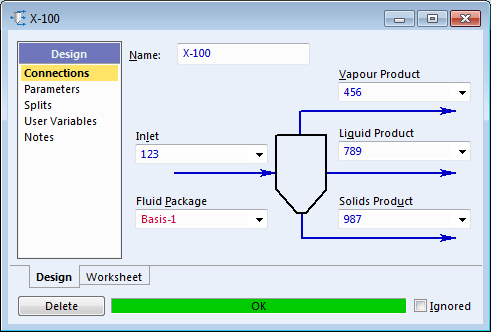 X-100
Design
Connections
Parameters
Splits
User Variables
Notes
Name: X-100
Vapour Product
456
Inlet
123
Liquid Product
789
Fluid Package
Basis-1
Solids Product
987
Design Worksheet
Delete OK Ignored